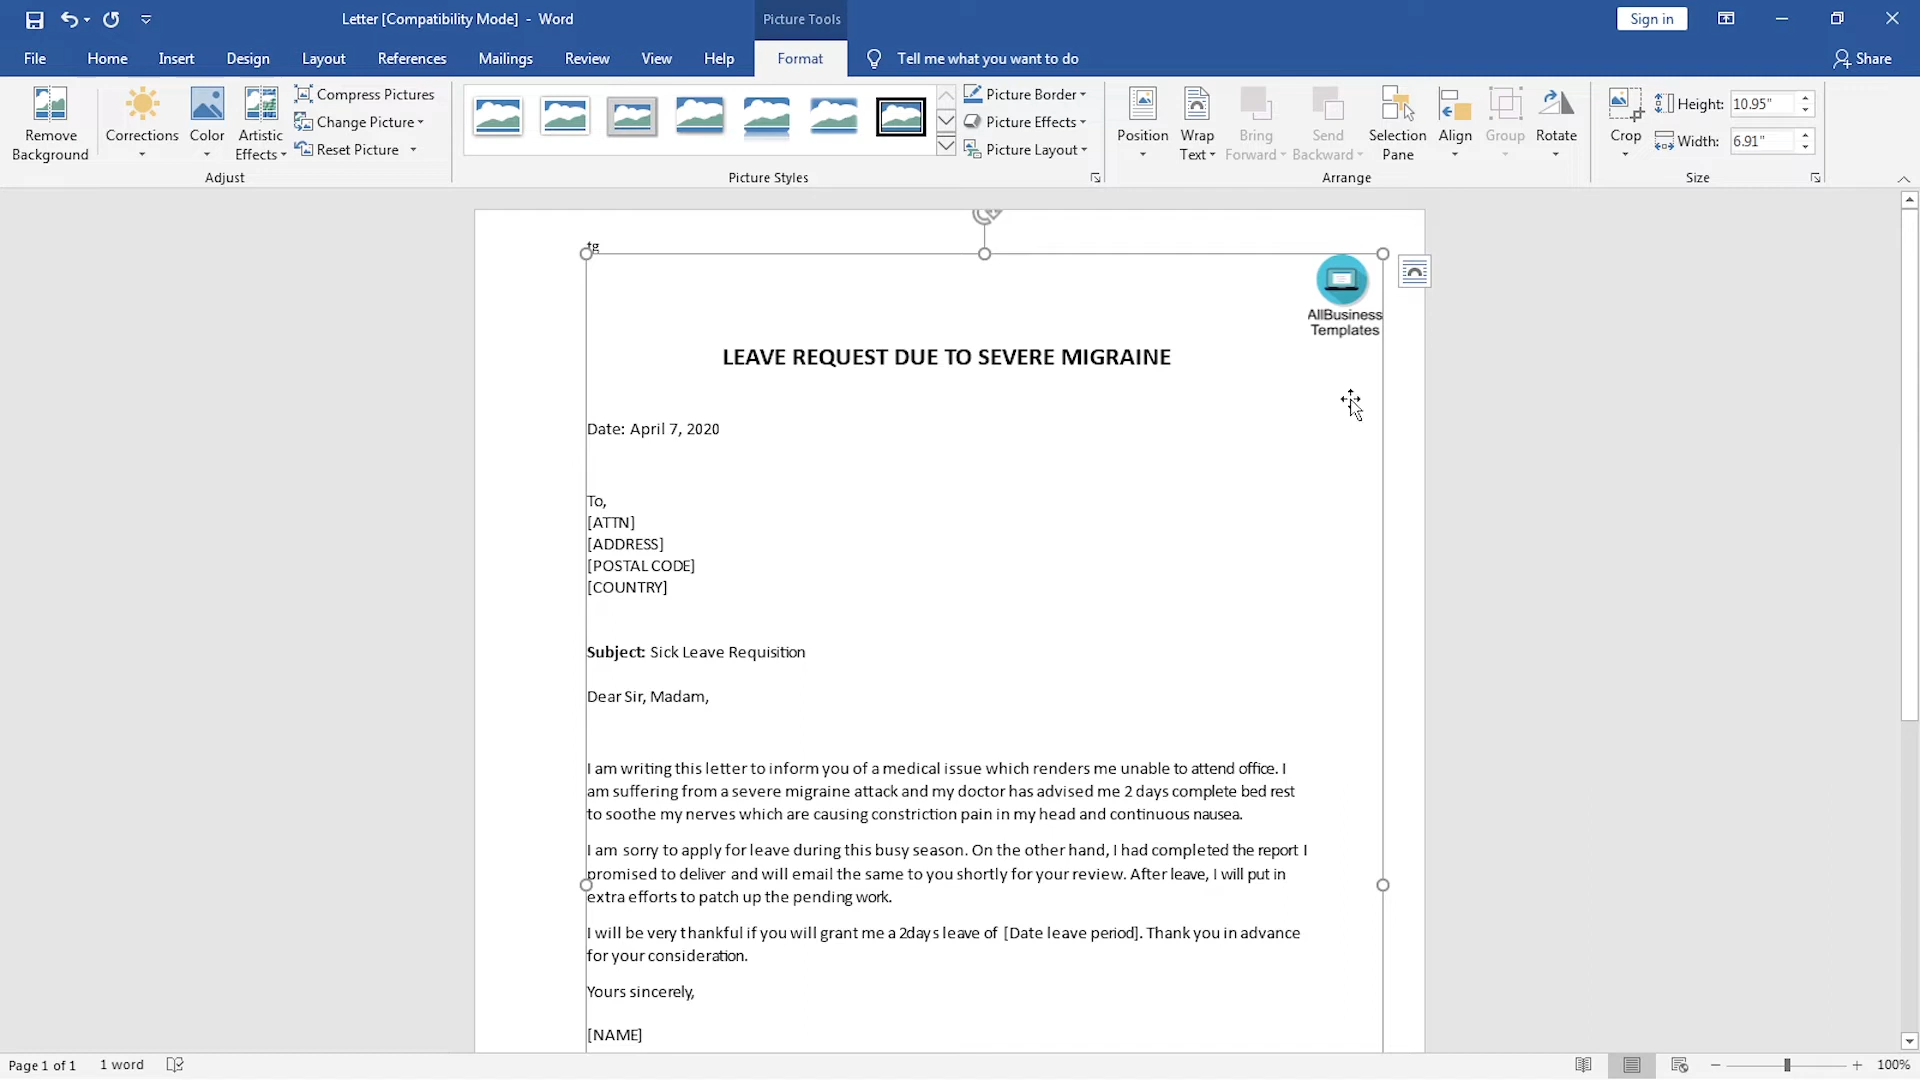 Letter [Compatibility Mode] - Word
Picture Tools
Sign in
File
Home
Insert
Design
Layout
References
Mailings
Review
View
Help
Format
Tell me what you want to do
Share
Remove
Background
Corrections
Color
Artistic
Effects
Compress Pictures
Change Picture
Reset Picture
Adjust
Picture Styles
Picture Border
Picture Effects
Picture Layout
Position
Wrap
Text
Bring
Forward
Send
Backward
Selection
Pane
Align
Group
Rotate
Arrange
Crop
Height: 10.95"
Width: 6.91"
Size
tg
AllBusiness
Templates
LEAVE REQUEST DUE TO SEVERE MIGRAINE
Date: April 7, 2020
To,
[ATTN]
[ADDRESS]
[POSTAL CODE]
[COUNTRY]
Subject: Sick Leave Requisition
Dear Sir, Madam,
I am writing this letter to inform you of a medical issue which renders me unable to attend office. I
am suffering from a severe migraine attack and my doctor has advised me 2 days complete bed rest
to soothe my nerves which are causing constriction pain in my head and continuous nausea.
I am sorry to apply for leave during this busy season. On the other hand, I had completed the report I
promised to deliver and will email the same to you shortly for your review. After leave, I will put in
extra efforts to patch up the pending work.
I will be very thankful if you will grant me a 2days leave of [Date leave period]. Thank you in advance
for your consideration.
Yours sincerely,
[NAME]
Page 1 of 1
1 word
100%